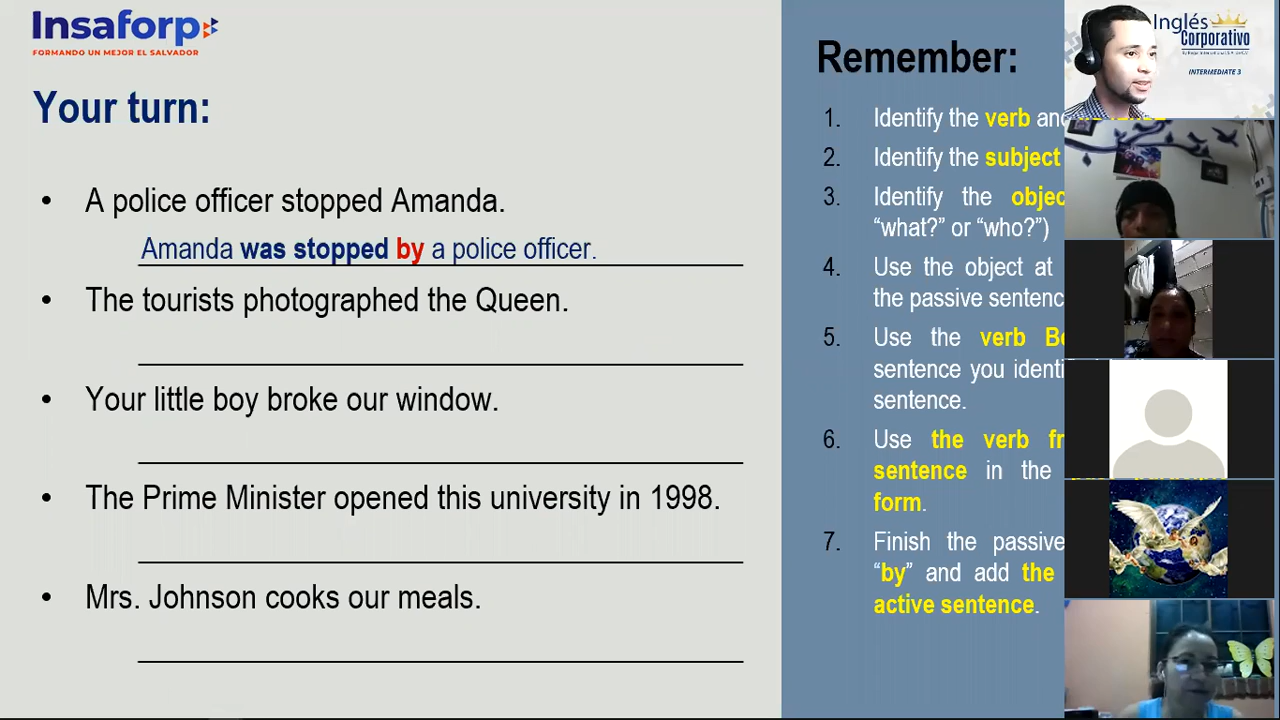 Insaforp
FORMANDO UN MEJOR EL SALVADOR
Your turn:
• A police officer stopped Amanda.
Amanda was stopped by a police officer.
• The tourists photographed the Queen.
• Your little boy broke our window.
• The Prime Minister opened this university in 1998.
• Mrs. Johnson cooks our meals.
Remember:
1. Identify the verb and
2. Identify the subject
3. Identify the objec
“what?” or “who?”)
4. Use the object at
the passive sentenc
5. Use the verb Be
sentence you identi
sentence.
6. Use the verb fr
sentence in the
form.
7. Finish the passive
“by” and add the
active sentence.
Inglés
Corporativo
INTERMEDIATE 3